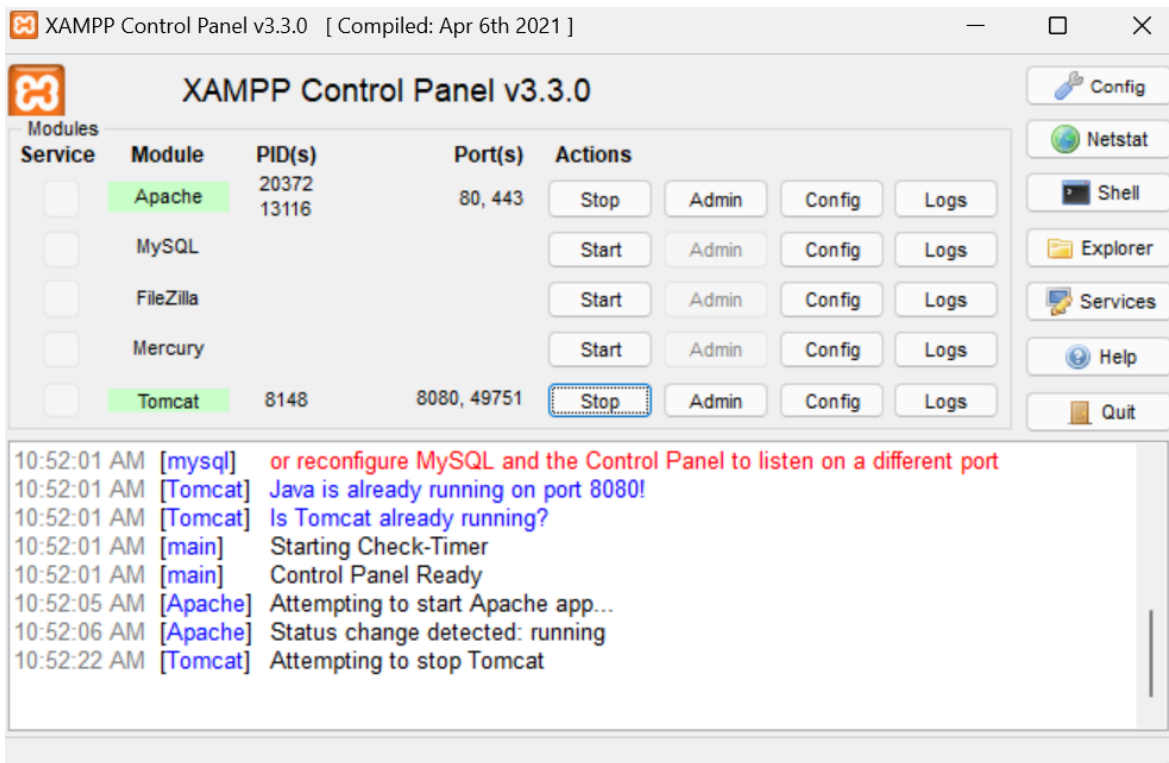 XAMPP Control Panel v3.3.0 [ Compiled: Apr 6th 2021 ]
XAMPP Control Panel v3.3.0
Config
Modules
Service Module PID(s) Port(s) Actions
Netstat
Apache 20372 13116 80, 443 Stop Admin Config Logs
Shell
MySQL Start Admin Config Logs
Explorer
FileZilla Start Admin Config Logs
Services
Mercury Start Admin Config Logs
Help
Tomcat 8148 8080, 49751 Stop Admin Config Logs
Quit
10:52:01 AM [mysql] or reconfigure MySQL and the Control Panel to listen on a different port
10:52:01 AM [Tomcat] Java is already running on port 8080!
10:52:01 AM [Tomcat] Is Tomcat already running?
10:52:01 AM [main] Starting Check-Timer
10:52:01 AM [main] Control Panel Ready
10:52:05 AM [Apache] Attempting to start Apache app...
10:52:06 AM [Apache] Status change detected: running
10:52:22 AM [Tomcat] Attempting to stop Tomcat